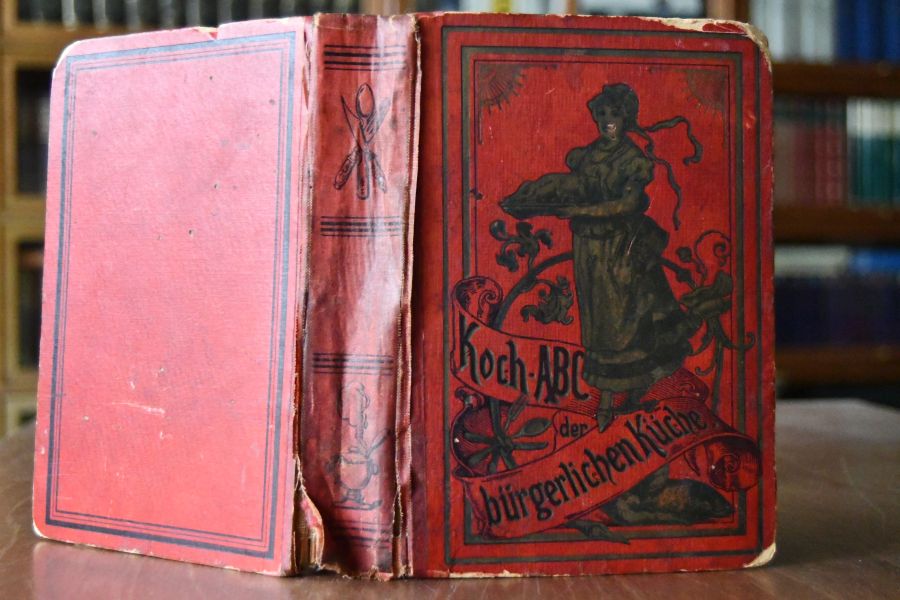 Koch-ABC
der
bürgerlichen Küche